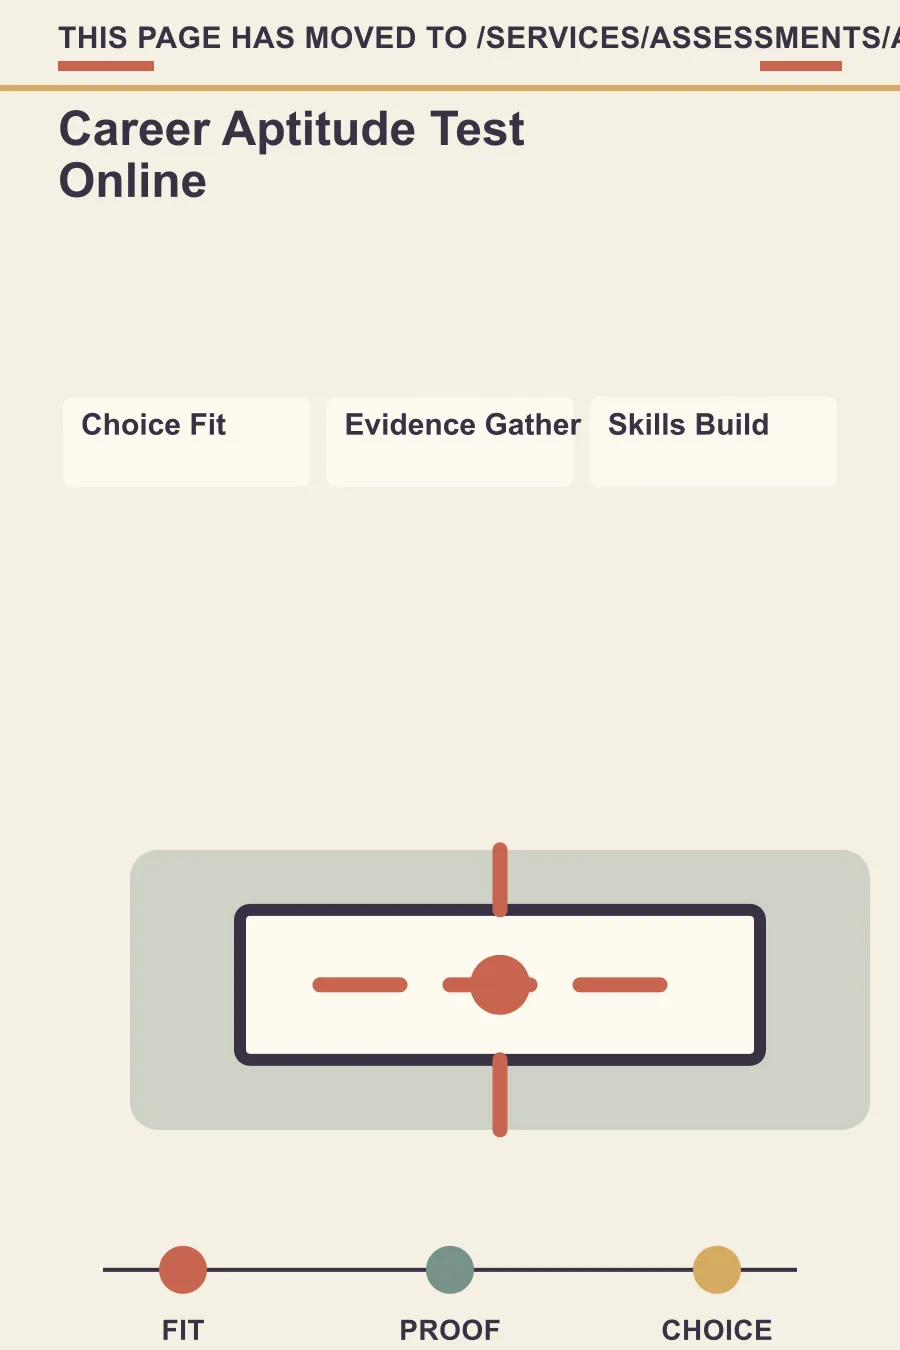 THIS PAGE HAS MOVED TO /SERVICES/ASSESSMENTS/A
Career Aptitude Test
Online
Choice Fit
Evidence Gather
Skills Build
FIT
PROOF
CHOICE